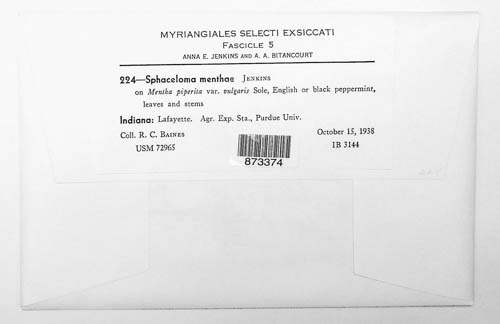 MYRIANGIALES SELECTI EXSICCATI
FASCICLE 5
ANNA E. JENKINS AND A. A. BITANCOURT
224—Sphaceloma menthae JENKINS
on Mentha piperita var. vulgaris Sole, English or black peppermint,
leaves and stems
Indiana: Lafayette. Agr. Exp. Sta., Purdue Univ.
Coll. R. C. BAINES
October 15, 1938
USM 72965
IB 3144
873374